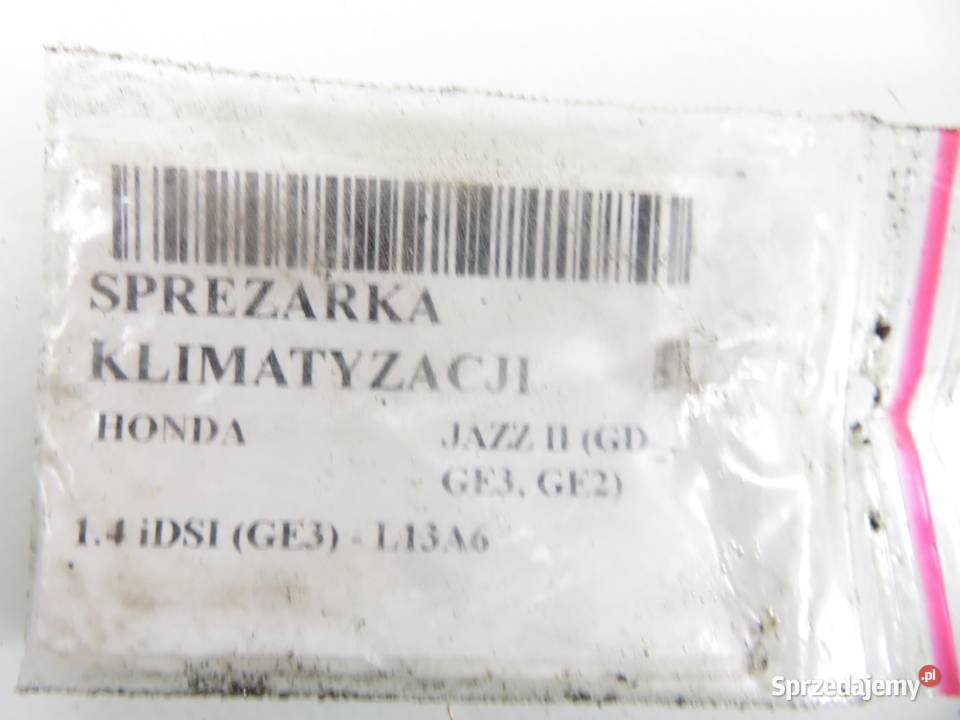 SPREZARKA
KLIMATYZACJI
HONDA JAZZ II (GD_,
GE3, GE2)
1.4 iDSI (GE3) - L13A6
Sprzedajemy.pl